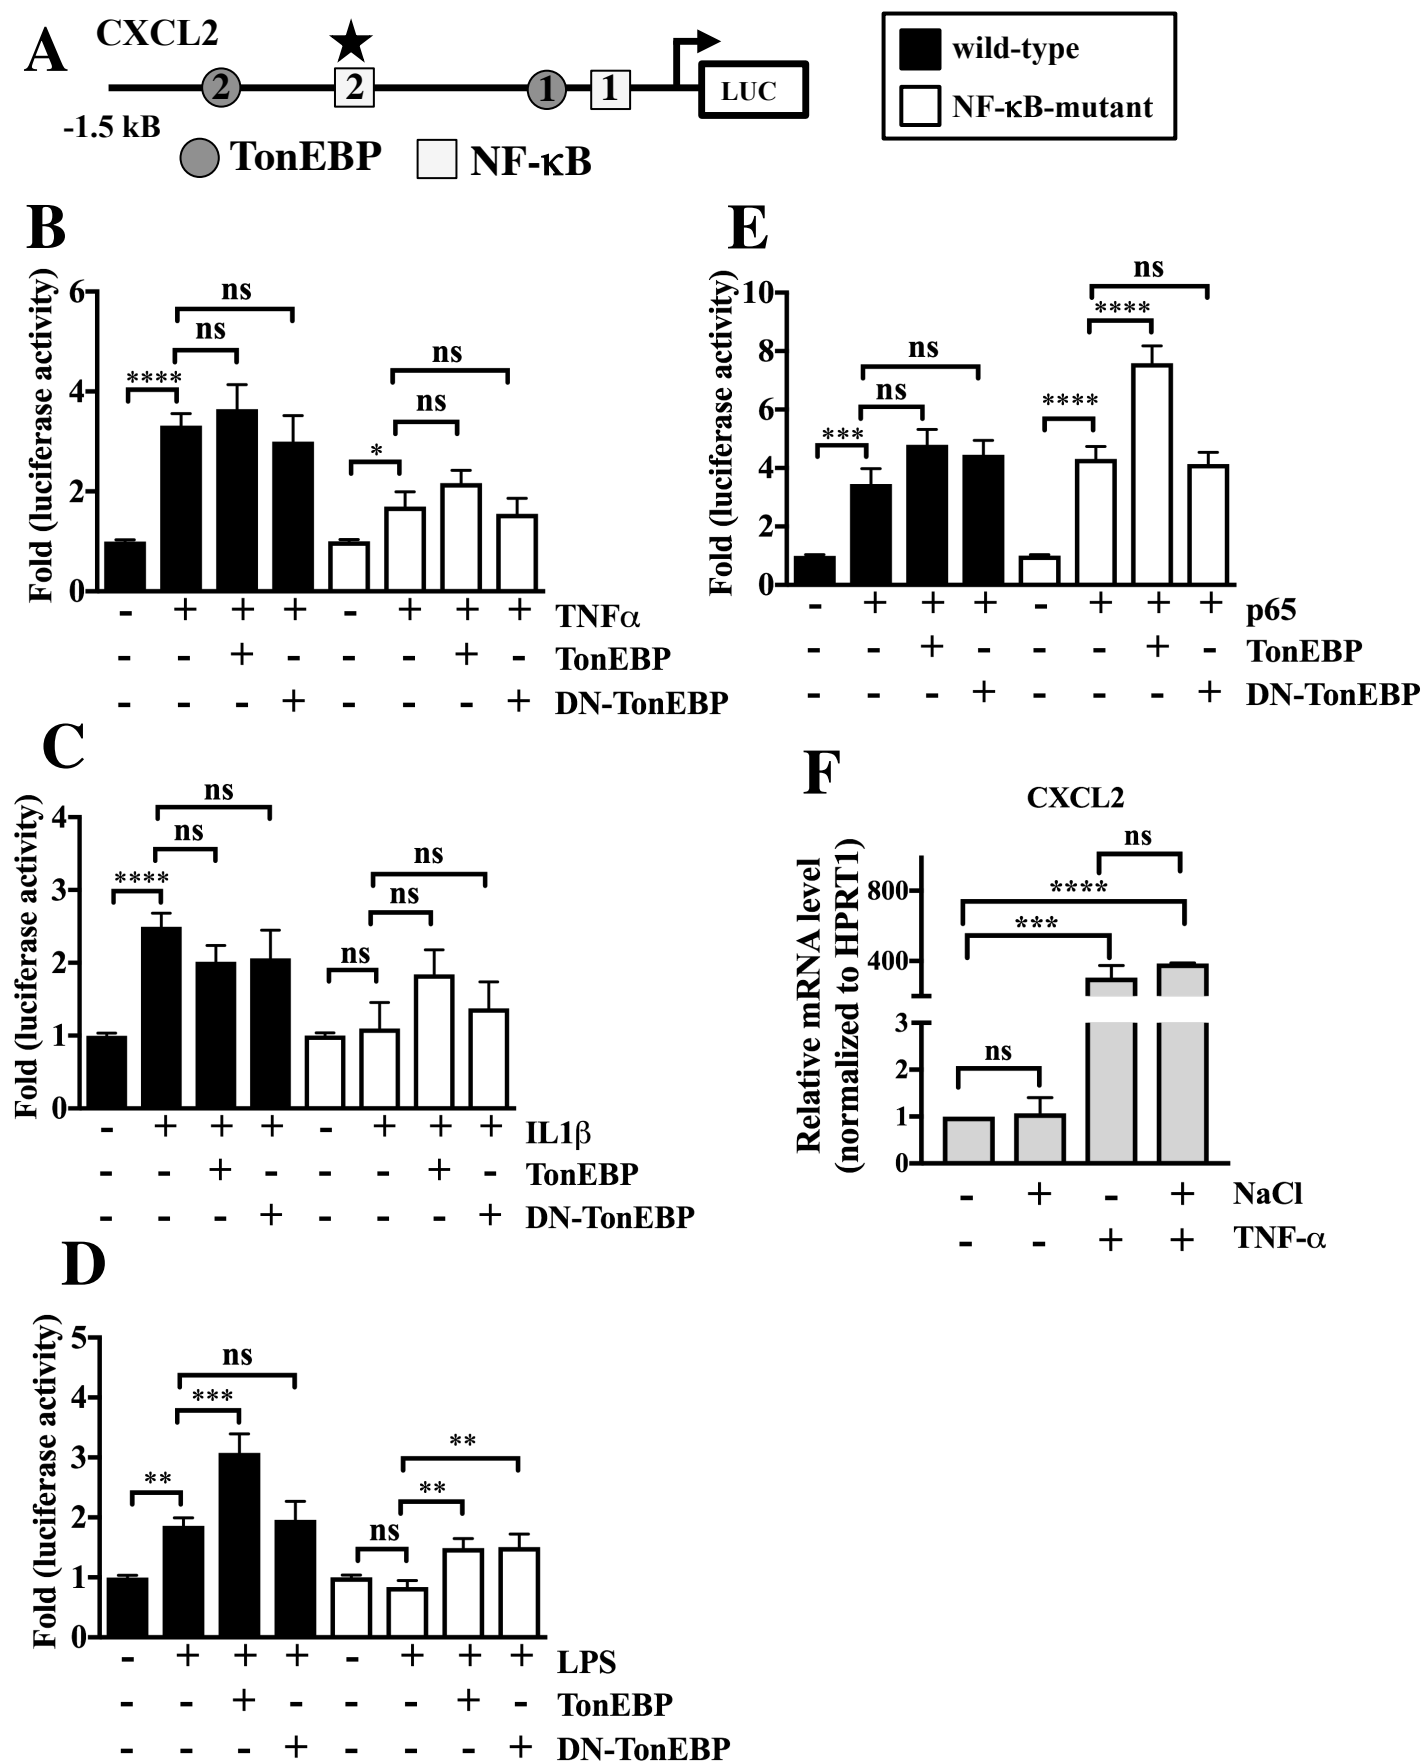 A
CXCL2
★
2 2 1 1 LUC
-1.5 kB
TonEBP NF-κB
wild-type
NF-κB-mutant
B
Fold (luciferase activity)
6
4
2
0
ns
ns
****
ns
ns
*
- + + + - + + + TNFα
- - + - - - + - TonEBP
- - - + - - - + DN-TonEBP
E
Fold (luciferase activity)
10
8
6
4
2
0
ns
****
ns
ns
****
***
- + + + - + + + p65
- - + - - - + - TonEBP
- - - + - - - + DN-TonEBP
C
Fold (luciferase activity)
4
3
2
1
0
ns
ns
****
ns
ns
ns
- + + + - + + + IL1β
- - + - - - + - TonEBP
- - - + - - - + DN-TonEBP
F
CXCL2
Relative mRNA level
(normalized to HPRT1)
800
400
3
2
1
0
ns
****
***
ns
- + - + NaCl
- - + + TNF-α
D
Fold (luciferase activity)
5
4
3
2
1
0
ns
***
**
**
**
ns
- + + + - + + + LPS
- - + - - - + - TonEBP
- - - + - - - + DN-TonEBP